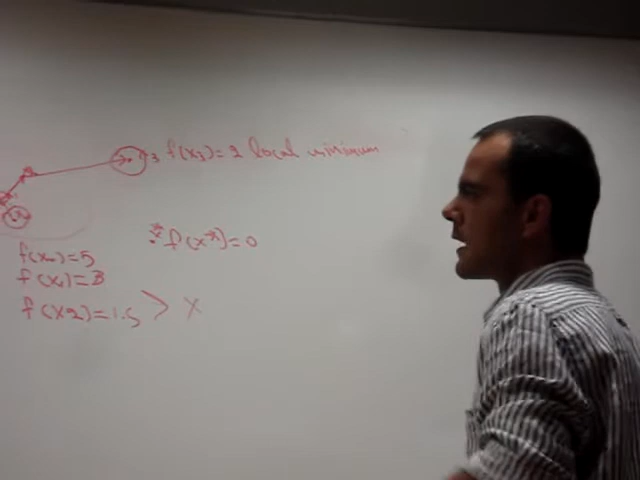 3 f(x3)=2 local minimum
x* f(x*)=0
f(x0)=5
f(x1)=3
f(x2)=1.5 > x